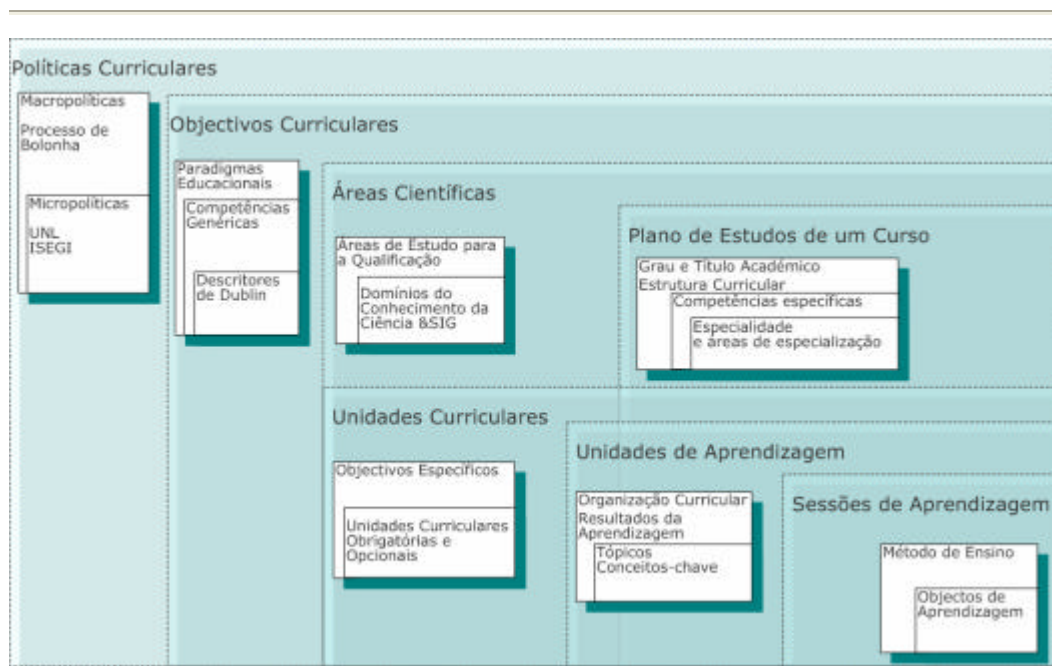 Políticas Curriculares
Macropolíticas
Processo de
Bolonha
Micropolíticas
UNL
ISEGI
Objectivos Curriculares
Paradigmas
Educacionais
Competências
Genéricas
Descritores
de Dublin
Áreas Científicas
Áreas de Estudo para
a Qualificação
Domínios do
Conhecimento da
Ciência &SIG
Plano de Estudos de um Curso
Grau e Título Académico
Estrutura Curricular
Competências específicas
Especialidade
e áreas de especialização
Unidades Curriculares
Objectivos Específicos
Unidades Curriculares
Obrigatórias e
Opcionais
Unidades de Aprendizagem
Organização Curricular
Resultados da
Aprendizagem
Tópicos
Conceitos-chave
Sessões de Aprendizagem
Método de Ensino
Objectos de
Aprendizagem